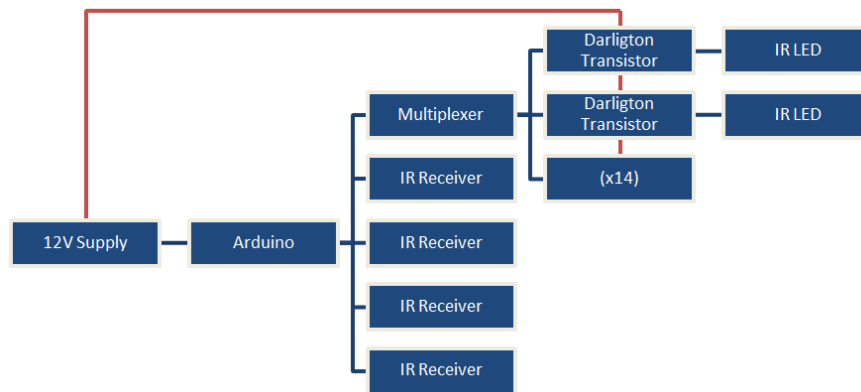 Darligton
Transistor
IR LED
Multiplexer
Darligton
Transistor
IR LED
IR Receiver
(x14)
12V Supply
Arduino
IR Receiver
IR Receiver
IR Receiver